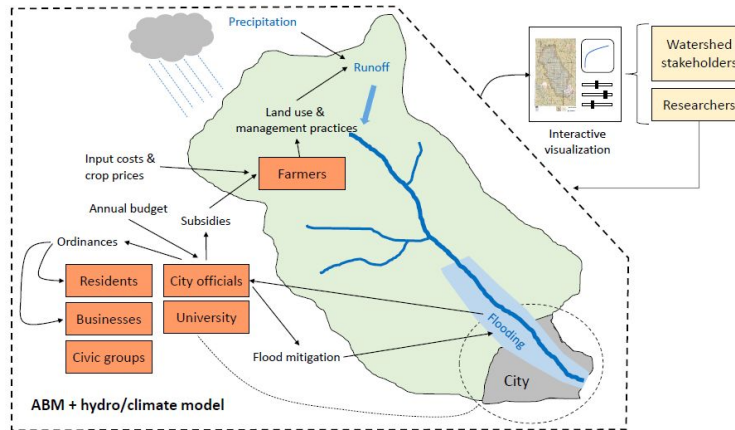 Precipitation
Runoff
Land use &
management practices
Input costs &
crop prices
Farmers
Annual budget
Subsidies
Ordinances
Residents
City officials
Businesses
University
Civic groups
Flood mitigation
Flooding
City
ABM + hydro/climate model
Interactive
visualization
Watershed
stakeholders
Researchers